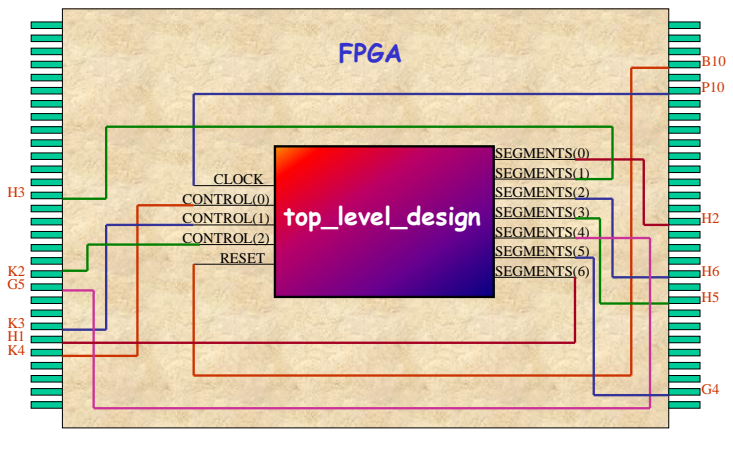 FPGA
B10
P10
SEGMENTS(0)
SEGMENTS(1)
CLOCK
H3
CONTROL(0)
SEGMENTS(2)
CONTROL(1)
top_level_design
SEGMENTS(3)
H2
CONTROL(2)
SEGMENTS(4)
RESET
SEGMENTS(5)
K2
SEGMENTS(6)
H6
G5
H5
K3
H1
K4
G4